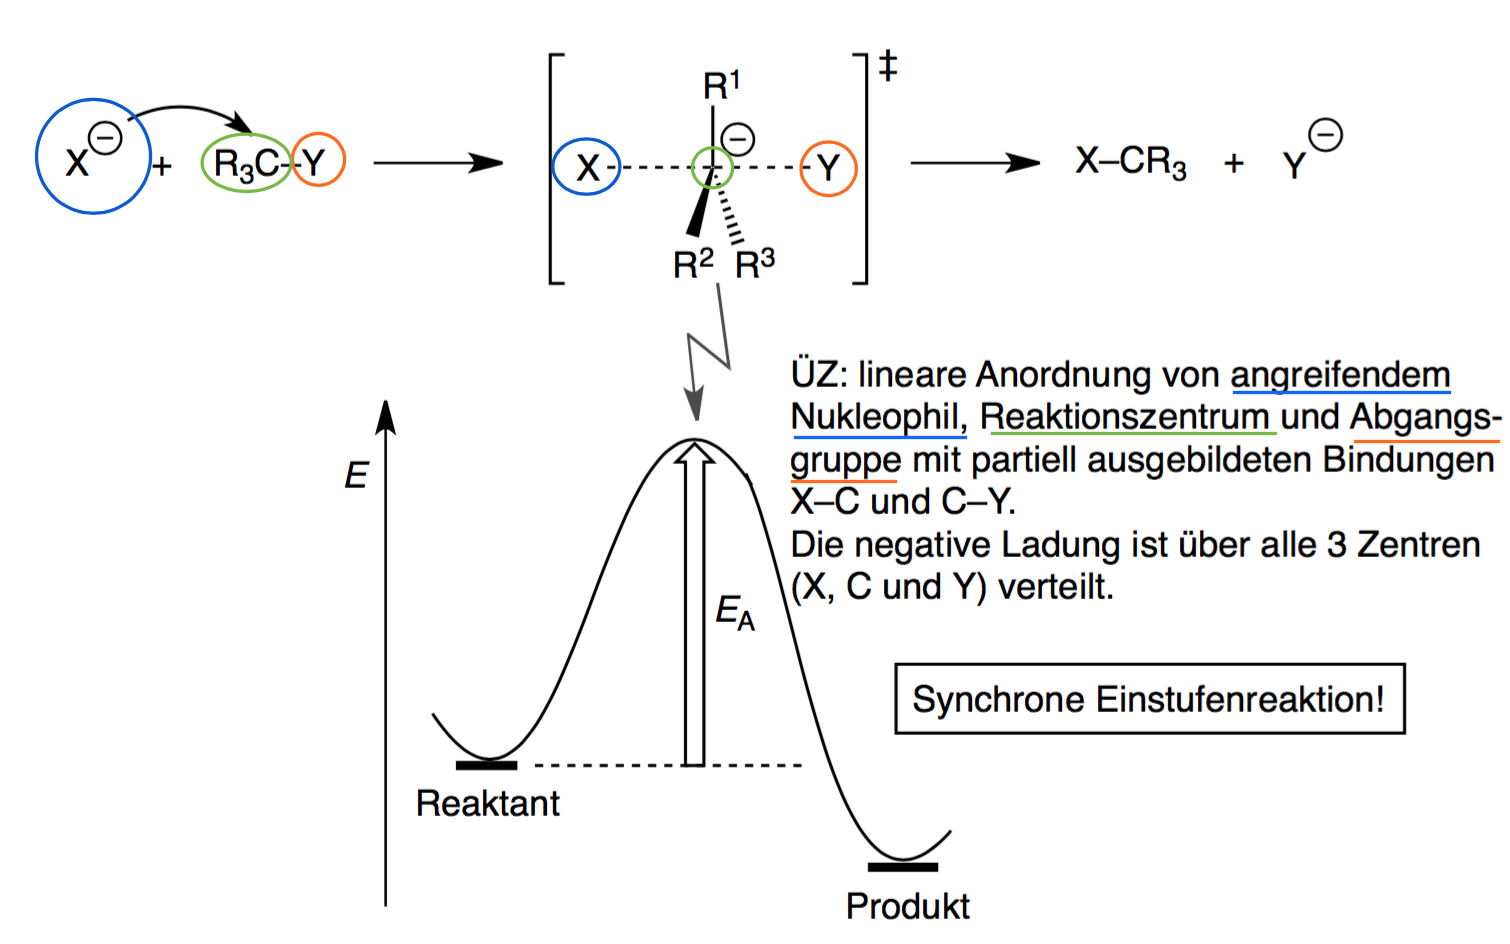 X⊖ + R₃C–Y
R¹
⊖
X Y
R² R³
‡
X–CR₃ + Y⊖
ÜZ: lineare Anordnung von angreifendem
Nukleophil, Reaktionszentrum und Abgangs-
gruppe mit partiell ausgebildeten Bindungen
X–C und C–Y.
Die negative Ladung ist über alle 3 Zentren
(X, C und Y) verteilt.
E
E_A
Synchrone Einstufenreaktion!
Reaktant
Produkt